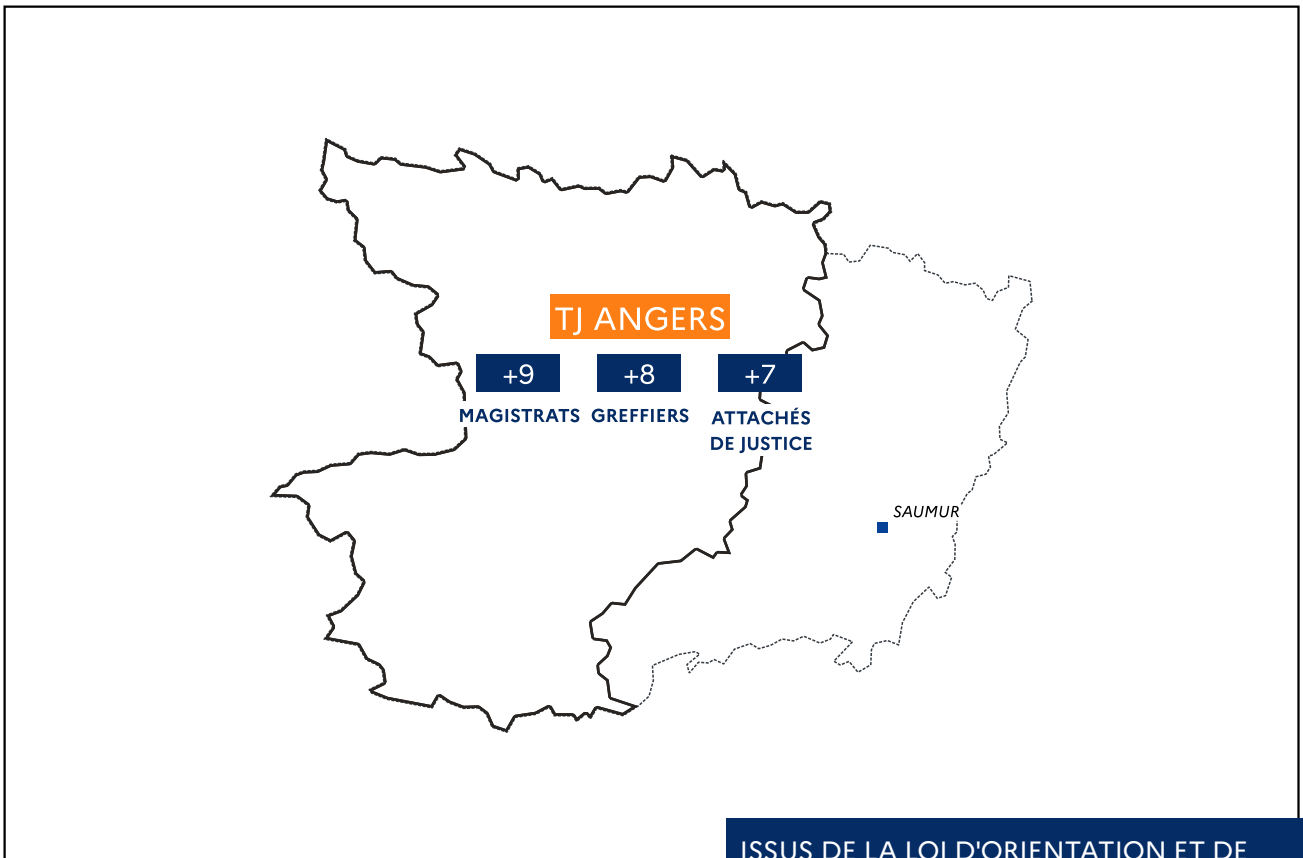 TJ ANGERS
+9
+8
+7
MAGISTRATS
GREFFIERS
ATTACHÉS
DE JUSTICE
SAUMUR
ISSUS DE LA LOI D'ORIENTATION ET DE